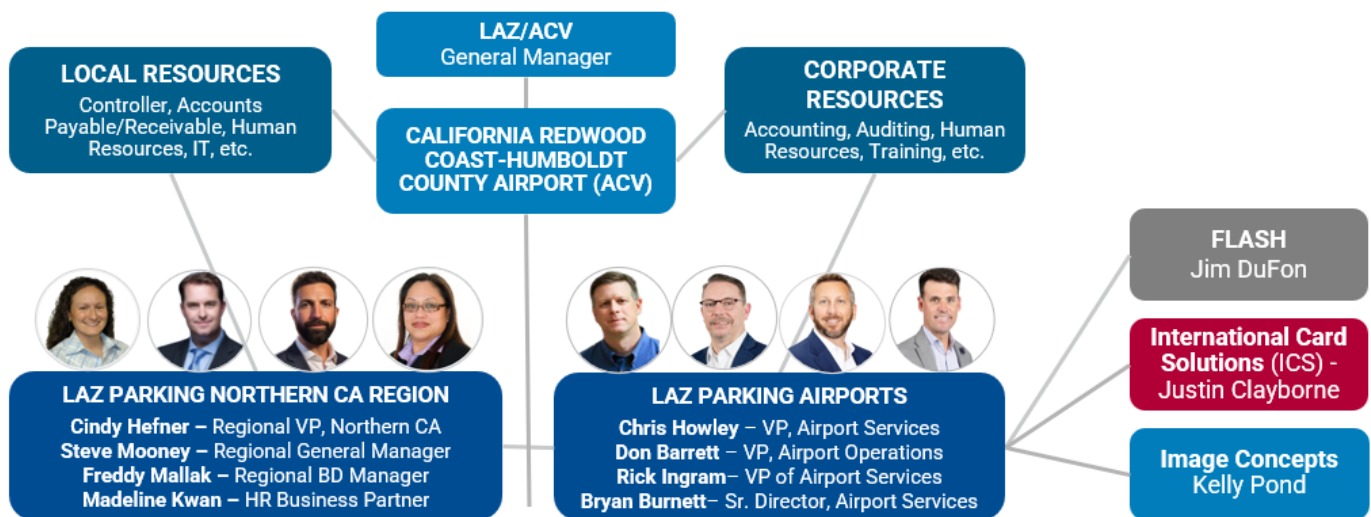 LAZ/ACV
General Manager
LOCAL RESOURCES
Controller, Accounts
Payable/Receivable, Human
Resources, IT, etc.
CALIFORNIA REDWOOD
COAST-HUMBOLDT
COUNTY AIRPORT (ACV)
CORPORATE
RESOURCES
Accounting, Auditing, Human
Resources, Training, etc.
LAZ PARKING NORTHERN CA REGION
Cindy Hefner – Regional VP, Northern CA
Steve Mooney – Regional General Manager
Freddy Mallak – Regional BD Manager
Madeline Kwan – HR Business Partner
LAZ PARKING AIRPORTS
Chris Howley – VP, Airport Services
Don Barrett – VP, Airport Operations
Rick Ingram– VP of Airport Services
Bryan Burnett– Sr. Director, Airport Services
FLASH
Jim DuFon
International Card
Solutions (ICS) -
Justin Clayborne
Image Concepts
Kelly Pond